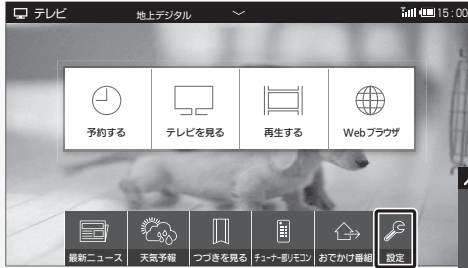 テレビ 地上デジタル 15:00
予約する テレビを見る 再生する Webブラウザ
最新ニュース 天気予報 つづきを見る チューナー部リモコン おでかけ番組 設定